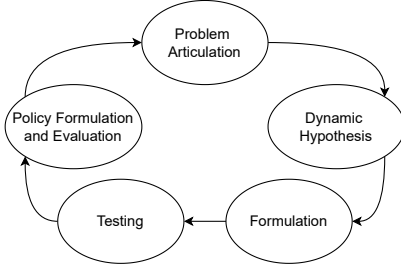 Problem
Articulation
Dynamic
Hypothesis
Formulation
Testing
Policy Formulation
and Evaluation